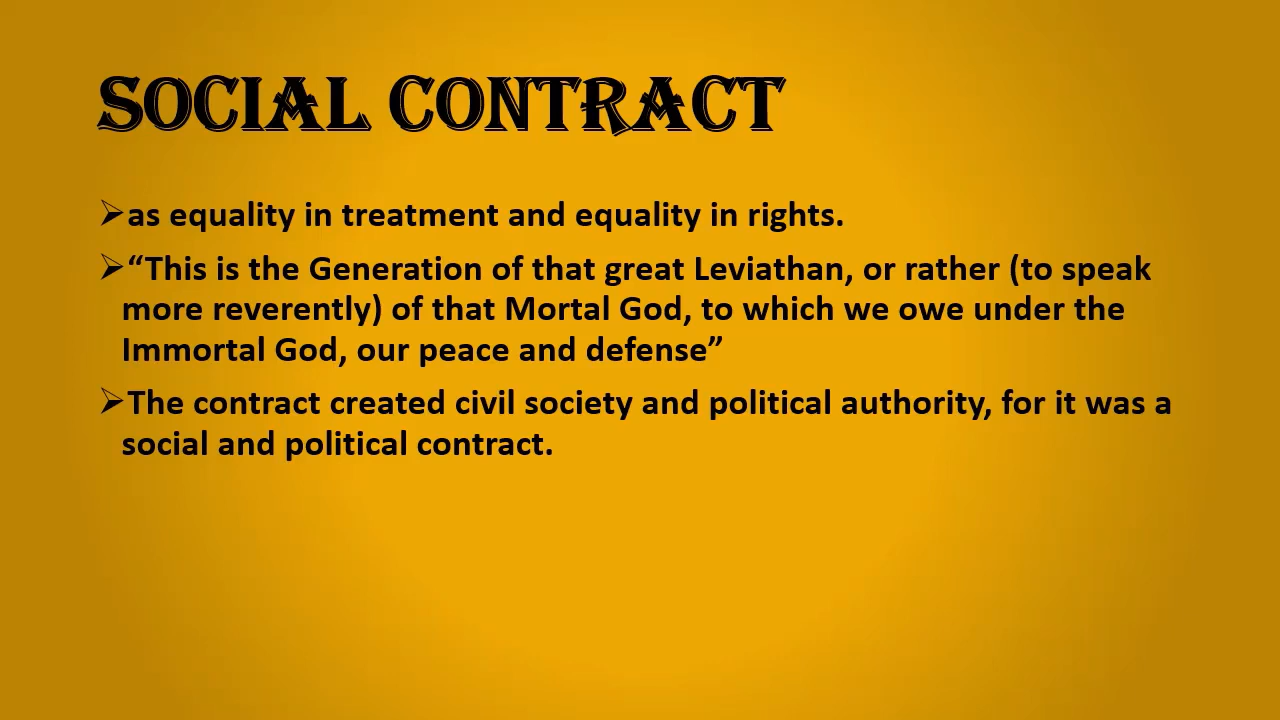 SOCIAL CONTRACT
➢as equality in treatment and equality in rights.
➢“This is the Generation of that great Leviathan, or rather (to speak
more reverently) of that Mortal God, to which we owe under the
Immortal God, our peace and defense”
➢The contract created civil society and political authority, for it was a
social and political contract.